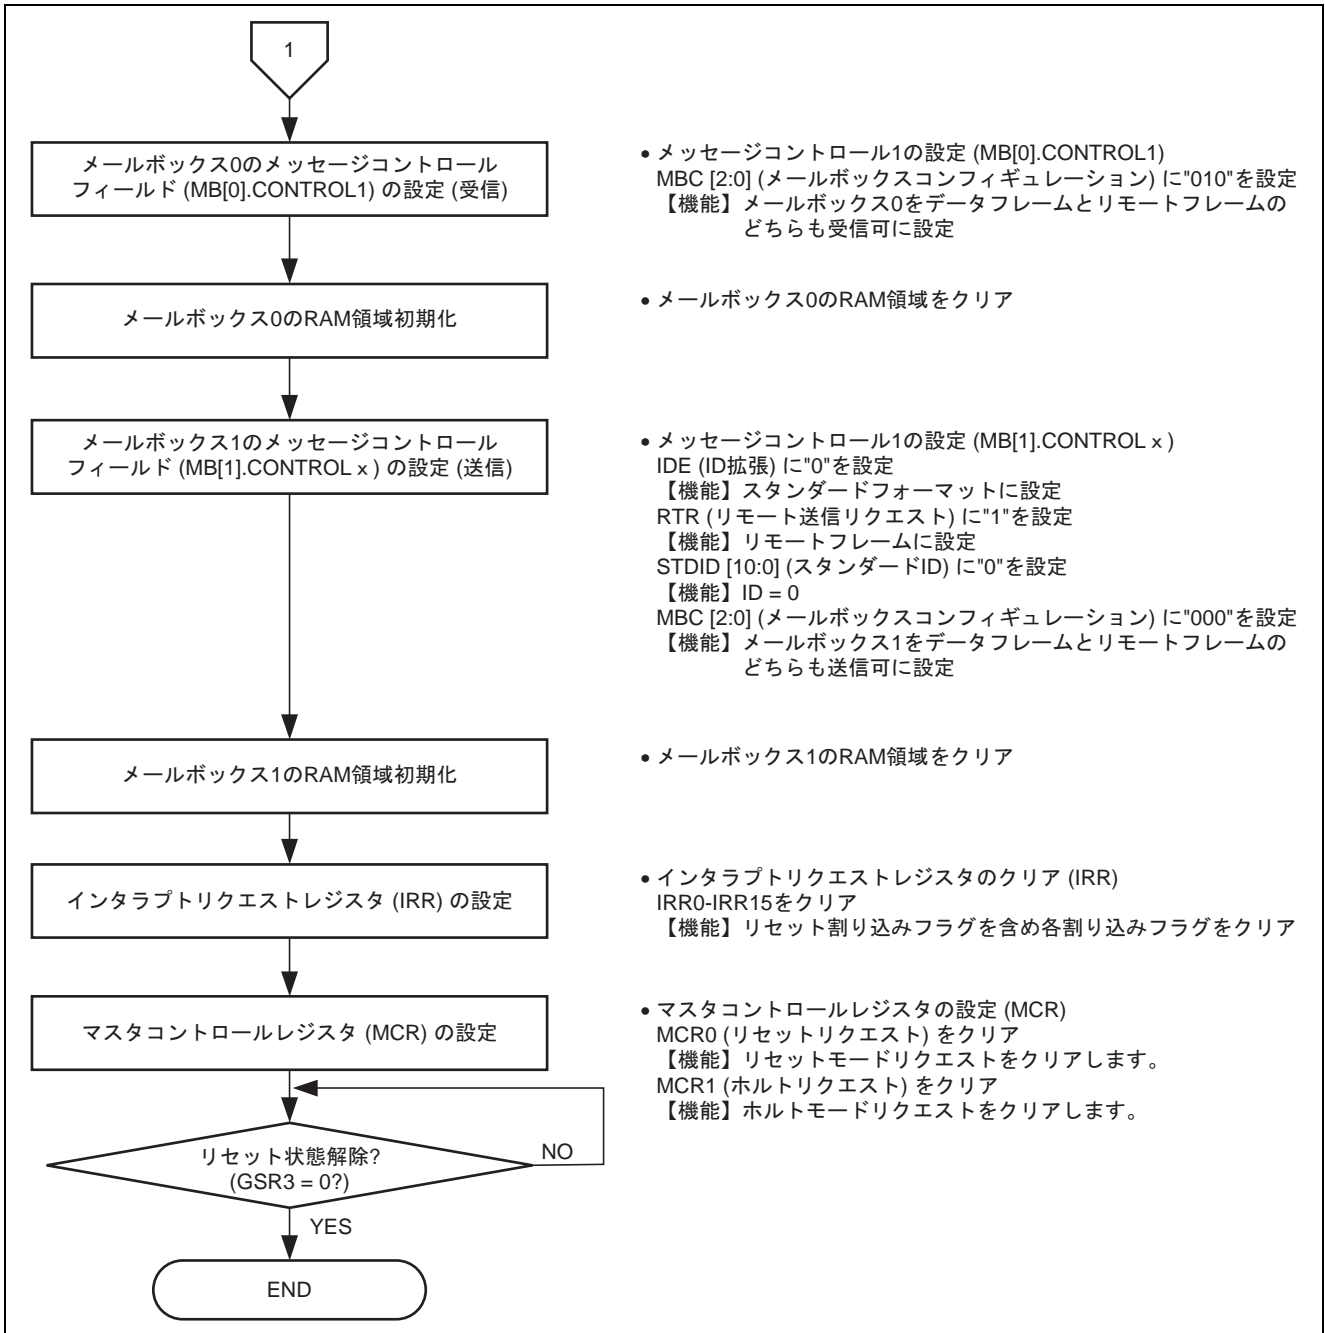 1
メールボックス0のメッセージコントロール
フィールド (MB[0].CONTROL1) の設定 (受信)
• メッセージコントロール1の設定 (MB[0].CONTROL1)
MBC [2:0] (メールボックスコンフィギュレーション) に"010"を設定
【機能】メールボックス0をデータフレームとリモートフレームの
どちらも受信可に設定
メールボックス0のRAM領域初期化
• メールボックス0のRAM領域をクリア
メールボックス1のメッセージコントロール
フィールド (MB[1].CONTROL x ) の設定 (送信)
• メッセージコントロール1の設定 (MB[1].CONTROL x )
IDE (ID拡張) に"0"を設定
【機能】スタンダードフォーマットに設定
RTR (リモート送信リクエスト) に"1"を設定
【機能】リモートフレームに設定
STDID [10:0] (スタンダードID) に"0"を設定
【機能】ID = 0
MBC [2:0] (メールボックスコンフィギュレーション) に"000"を設定
【機能】メールボックス1をデータフレームとリモートフレームの
どちらも送信可に設定
メールボックス1のRAM領域初期化
• メールボックス1のRAM領域をクリア
インタラプトリクエストレジスタ (IRR) の設定
• インタラプトリクエストレジスタのクリア (IRR)
IRR0-IRR15をクリア
【機能】リセット割り込みフラグを含め各割り込みフラグをクリア
マスタコントロールレジスタ (MCR) の設定
• マスタコントロールレジスタの設定 (MCR)
MCR0 (リセットリクエスト) をクリア
【機能】リセットモードリクエストをクリアします。
MCR1 (ホルトリクエスト) をクリア
【機能】ホルトモードリクエストをクリアします。
リセット状態解除?
(GSR3 = 0?)
NO
YES
END